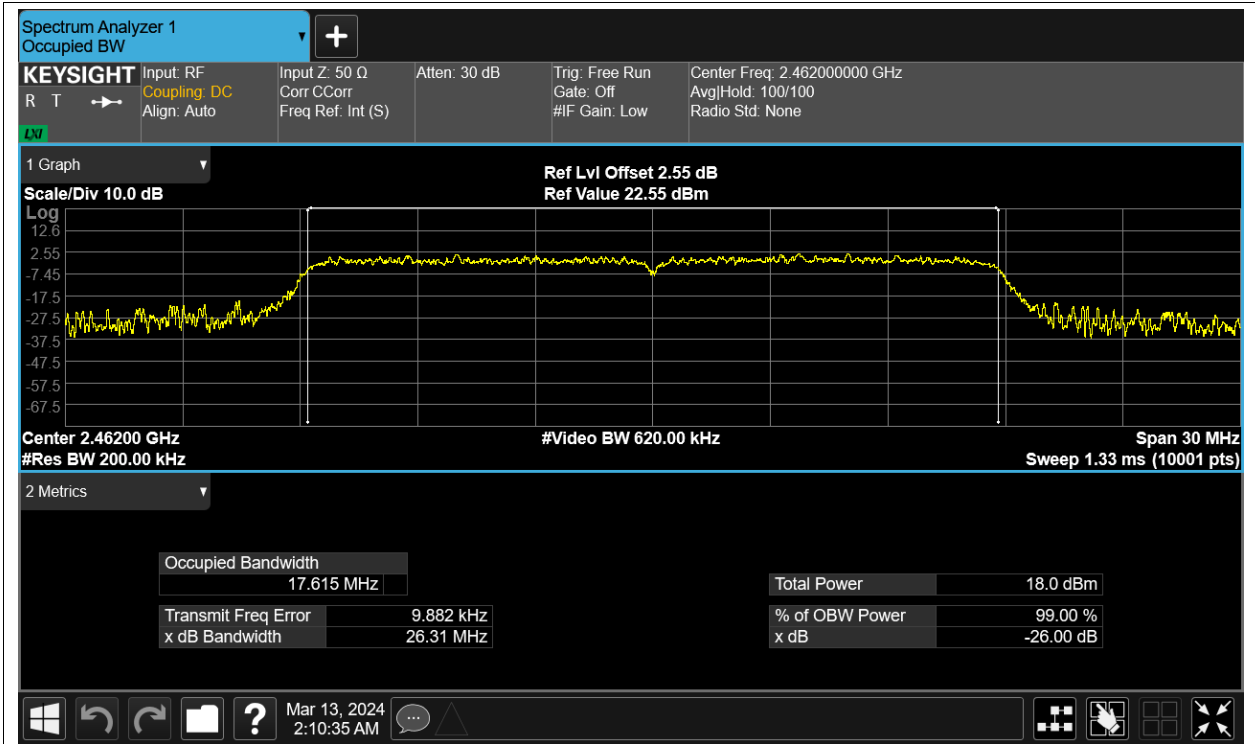 Spectrum Analyzer 1
Occupied BW
KEYSIGHT
R T
LXI
Input: RF
Coupling: DC
Align: Auto
Input Z: 50 Ω
Corr CCorr
Freq Ref: Int (S)
Atten: 30 dB
Trig: Free Run
Gate: Off
#IF Gain: Low
Center Freq: 2.462000000 GHz
Avg|Hold: 100/100
Radio Std: None
1 Graph
Scale/Div 10.0 dB
Ref Lvl Offset 2.55 dB
Ref Value 22.55 dBm
Log
12.6
2.55
-7.45
-17.5
-27.5
-37.5
-47.5
-57.5
-67.5
Center 2.46200 GHz
#Res BW 200.00 kHz
#Video BW 620.00 kHz
Span 30 MHz
Sweep 1.33 ms (10001 pts)
2 Metrics
Occupied Bandwidth
17.615 MHz
Transmit Freq Error 9.882 kHz
x dB Bandwidth 26.31 MHz
Total Power 18.0 dBm
% of OBW Power 99.00 %
x dB -26.00 dB
?
Mar 13, 2024
2:10:35 AM